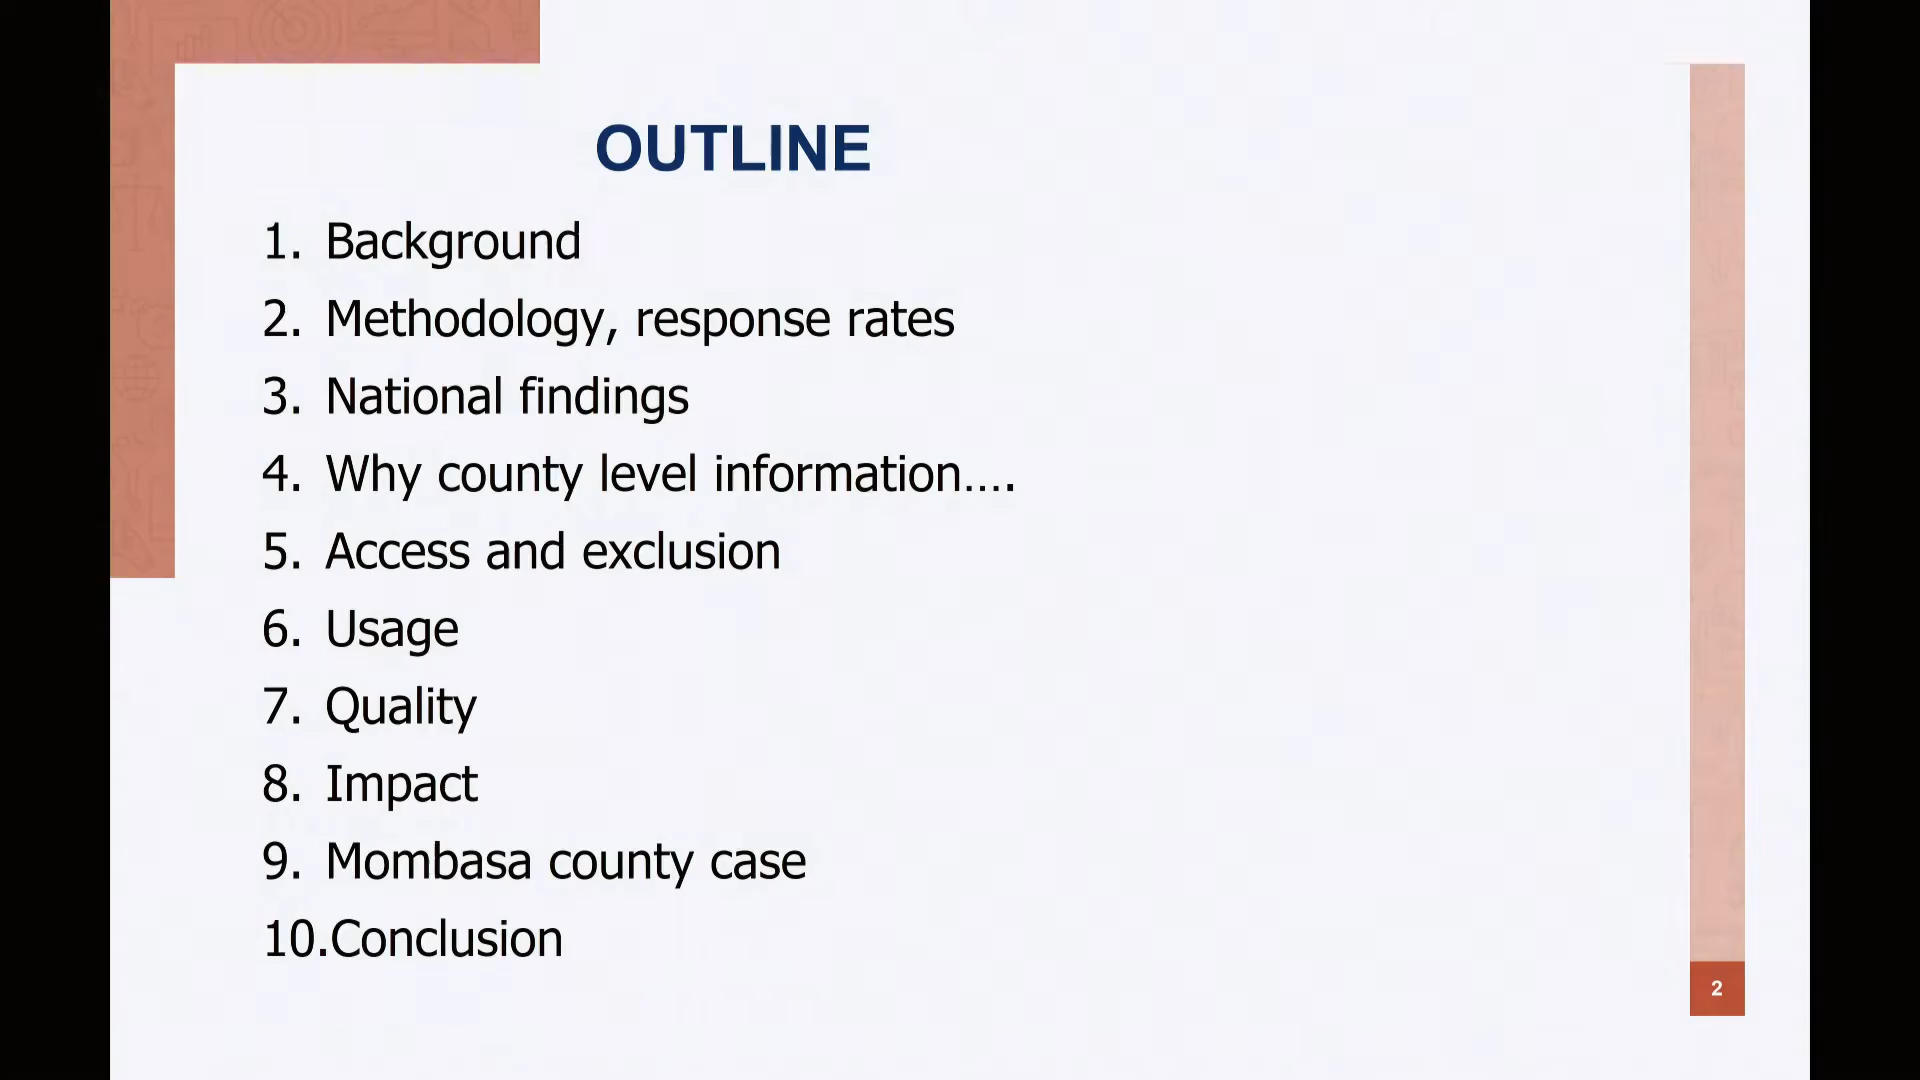 OUTLINE
1. Background
2. Methodology, response rates
3. National findings
4. Why county level information….
5. Access and exclusion
6. Usage
7. Quality
8. Impact
9. Mombasa county case
10.Conclusion
2